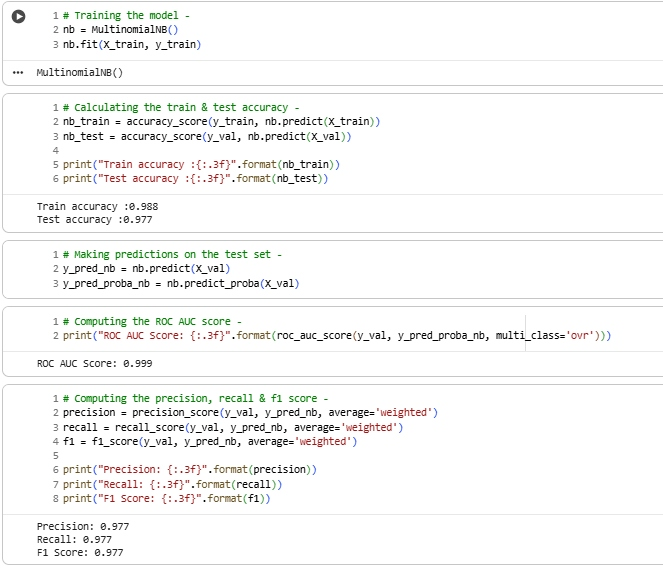 1 # Training the model -
2 nb = MultinomialNB()
3 nb.fit(X_train, y_train)
MultinomialNB()
1 # Calculating the train & test accuracy -
2 nb_train = accuracy_score(y_train, nb.predict(X_train))
3 nb_test = accuracy_score(y_val, nb.predict(X_val))
4
5 print("Train accuracy :{:.3f}".format(nb_train))
6 print("Test accuracy :{:.3f}".format(nb_test))
Train accuracy :0.988
Test accuracy :0.977
1 # Making predictions on the test set -
2 y_pred_nb = nb.predict(X_val)
3 y_pred_proba_nb = nb.predict_proba(X_val)
1 # Computing the ROC AUC score -
2 print("ROC AUC Score: {:.3f}".format(roc_auc_score(y_val, y_pred_proba_nb, multi_class='ovr')))
ROC AUC Score: 0.999
1 # Computing the precision, recall & f1 score -
2 precision = precision_score(y_val, y_pred_nb, average='weighted')
3 recall = recall_score(y_val, y_pred_nb, average='weighted')
4 f1 = f1_score(y_val, y_pred_nb, average='weighted')
5
6 print("Precision: {:.3f}".format(precision))
7 print("Recall: {:.3f}".format(recall))
8 print("F1 Score: {:.3f}".format(f1))
Precision: 0.977
Recall: 0.977
F1 Score: 0.977